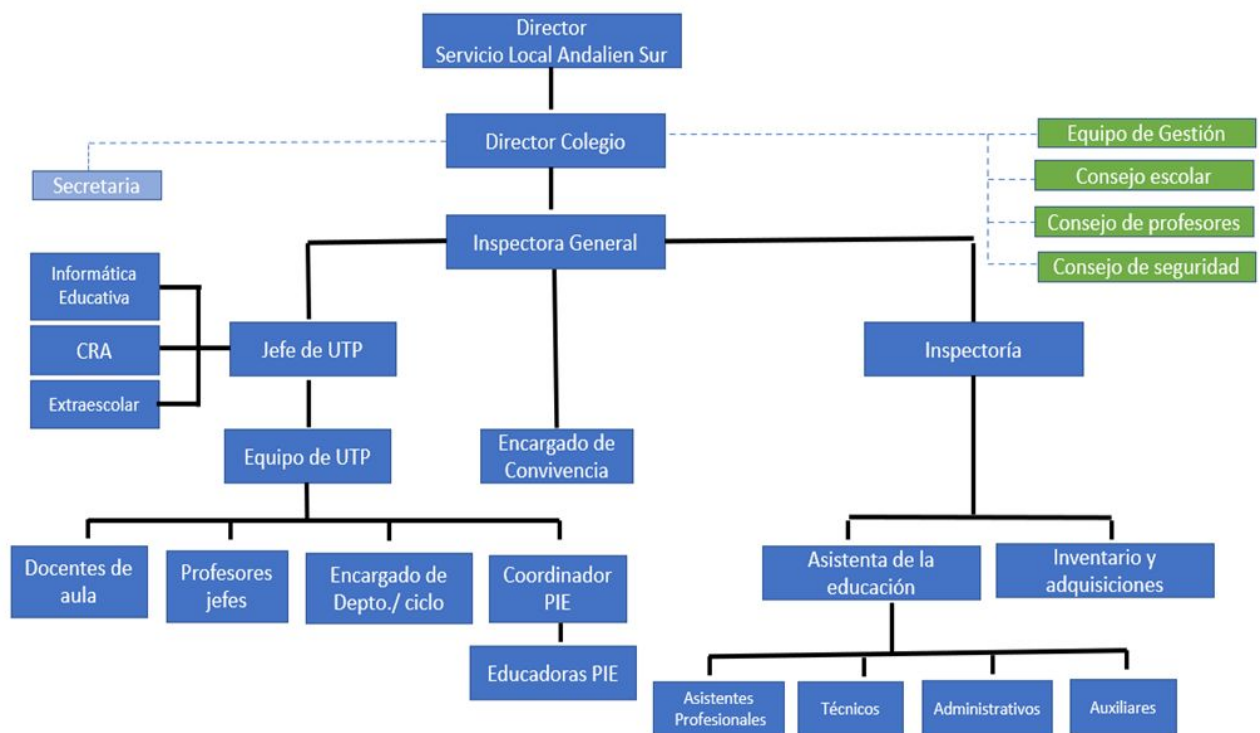 Director
Servicio Local Andalien Sur
Director Colegio
Equipo de Gestión
Secretaria
Consejo escolar
Inspectora General
Consejo de profesores
Consejo de seguridad
Informática
Educativa
CRA
Jefe de UTP
Inspectoría
Extraescolar
Equipo de UTP
Encargado de
Convivencia
Docentes de
aula
Profesores
jefes
Encargado de
Depto./ ciclo
Coordinador
PIE
Asistenta de la
educación
Inventario y
adquisiciones
Educadoras PIE
Asistentes
Profesionales
Técnicos
Administrativos
Auxiliares